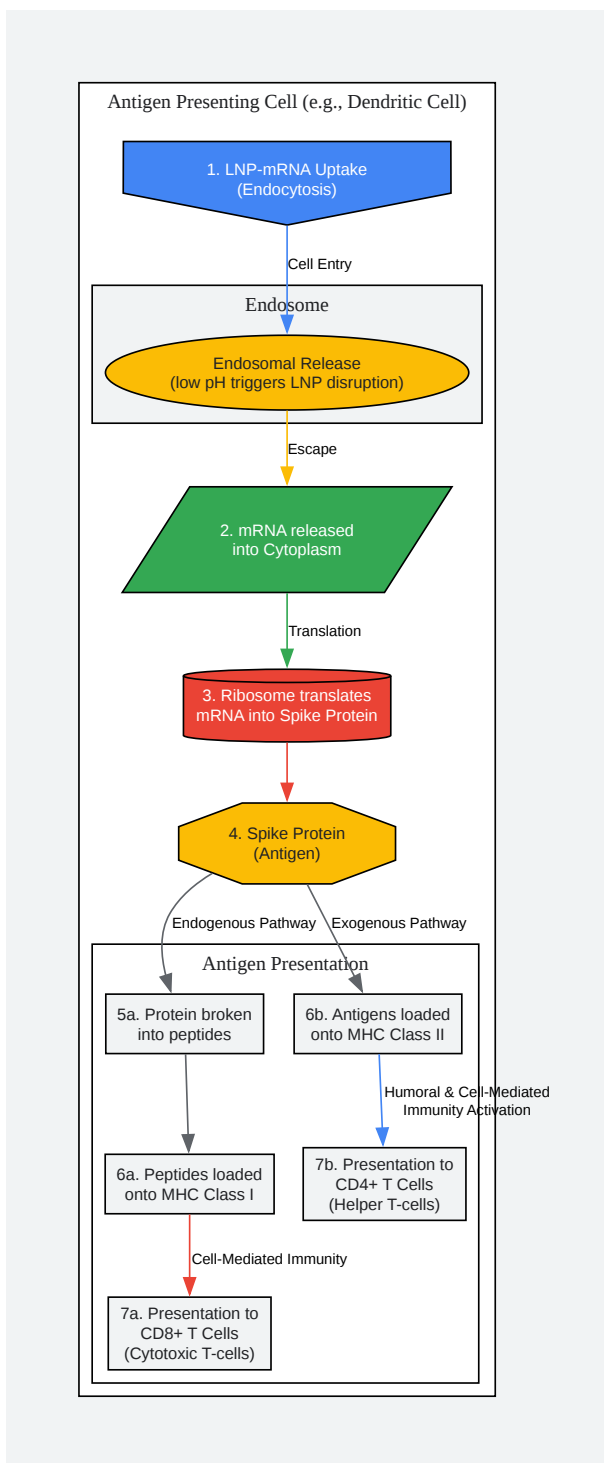 Antigen Presenting Cell (e.g., Dendritic Cell)
1. LNP-mRNA Uptake
(Endocytosis)
Cell Entry
Endosome
Endosomal Release
(low pH triggers LNP disruption)
Escape
2. mRNA released
into Cytoplasm
Translation
3. Ribosome translates
mRNA into Spike Protein
4. Spike Protein
(Antigen)
Endogenous Pathway
Exogenous Pathway
Antigen Presentation
5a. Protein broken
into peptides
6b. Antigens loaded
onto MHC Class II
Humoral & Cell-Mediated
Immunity Activation
6a. Peptides loaded
onto MHC Class I
7b. Presentation to
CD4+ T Cells
(Helper T-cells)
Cell-Mediated Immunity
7a. Presentation to
CD8+ T Cells
(Cytotoxic T-cells)